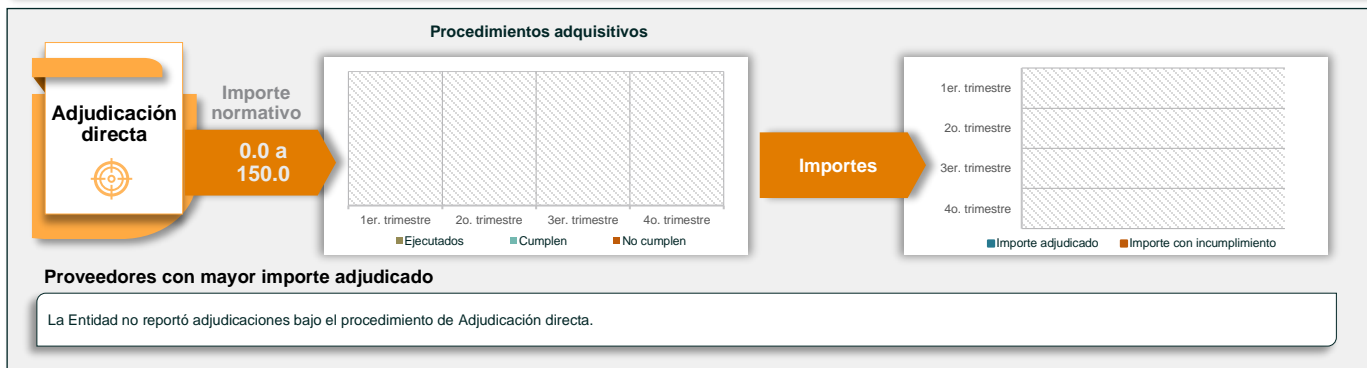 Procedimientos adquisitivos
Adjudicación
directa
Importe
normativo
0.0 a
150.0
1er. trimestre
2o. trimestre
3er. trimestre
4o. trimestre
Ejecutados
Cumplen
No cumplen
Importes
1er. trimestre
2o. trimestre
3er. trimestre
4o. trimestre
Importe adjudicado
Importe con incumplimiento
Proveedores con mayor importe adjudicado
La Entidad no reportó adjudicaciones bajo el procedimiento de Adjudicación directa.